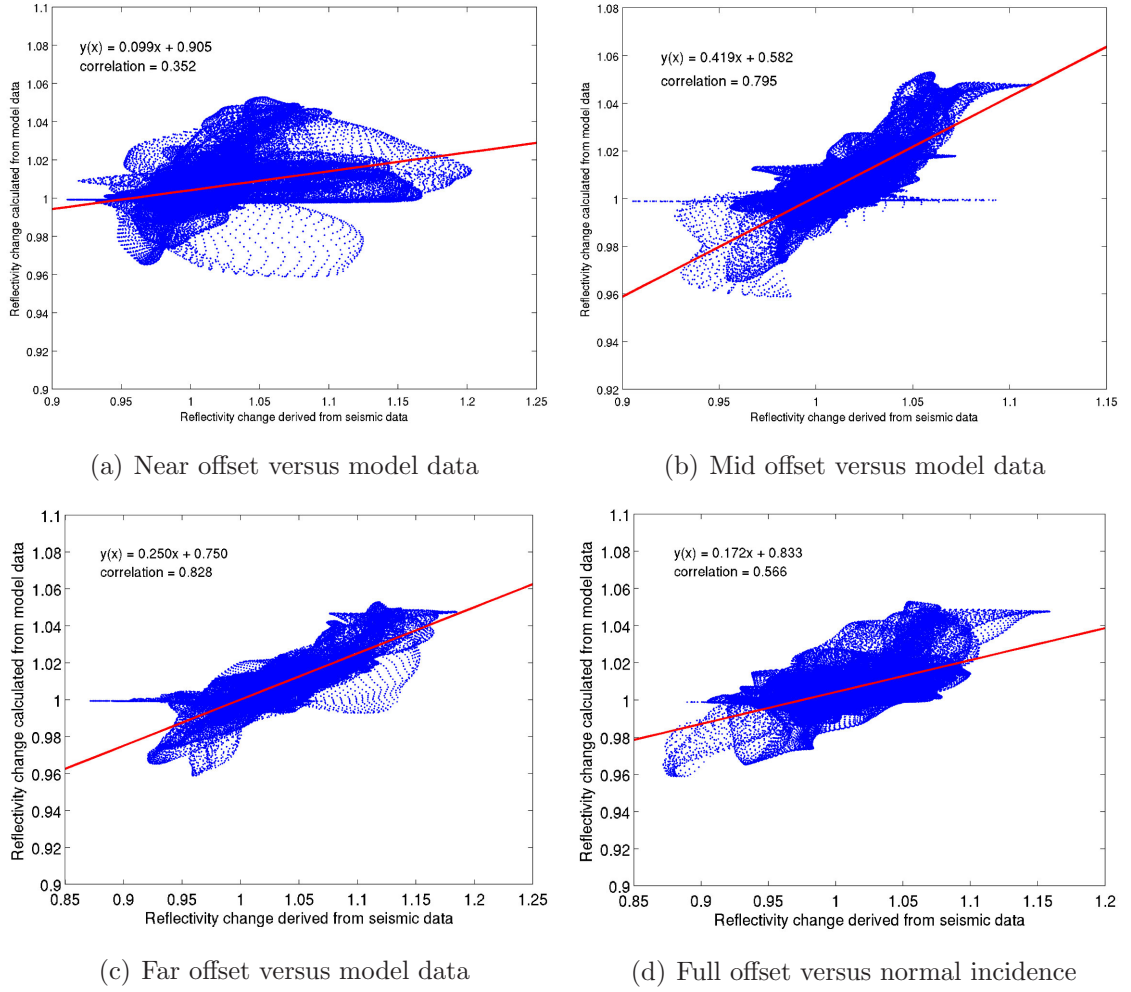 1.1
1.08
1.06
1.04
1.02
1
0.98
0.96
0.94
0.92
0.9
Reflectivity change calculated from model data
y(x) = 0.099x + 0.905
correlation = 0.352
0.9 0.95 1 1.05 1.1 1.15 1.2 1.25
Reflectivity change derived from seismic data
(a) Near offset versus model data
1.08
1.06
1.04
1.02
1
0.98
0.96
0.94
0.92
Reflectivity change calculated from model data
y(x) = 0.419x + 0.582
correlation = 0.795
0.9 0.95 1 1.05 1.1 1.15
Reflectivity change derived from seismic data
(b) Mid offset versus model data
1.1
1.08
1.06
1.04
1.02
1
0.98
0.96
0.94
0.92
0.9
Reflectivity change calculated from model data
y(x) = 0.250x + 0.750
correlation = 0.828
0.85 0.9 0.95 1 1.05 1.1 1.15 1.2 1.25
Reflectivity change derived from seismic data
(c) Far offset versus model data
1.1
1.08
1.06
1.04
1.02
1
0.98
0.96
0.94
0.92
0.9
Reflectivity change calculated from model data
y(x) = 0.172x + 0.833
correlation = 0.566
0.85 0.9 0.95 1 1.05 1.1 1.15 1.2
Reflectivity change derived from seismic data
(d) Full offset versus normal incidence